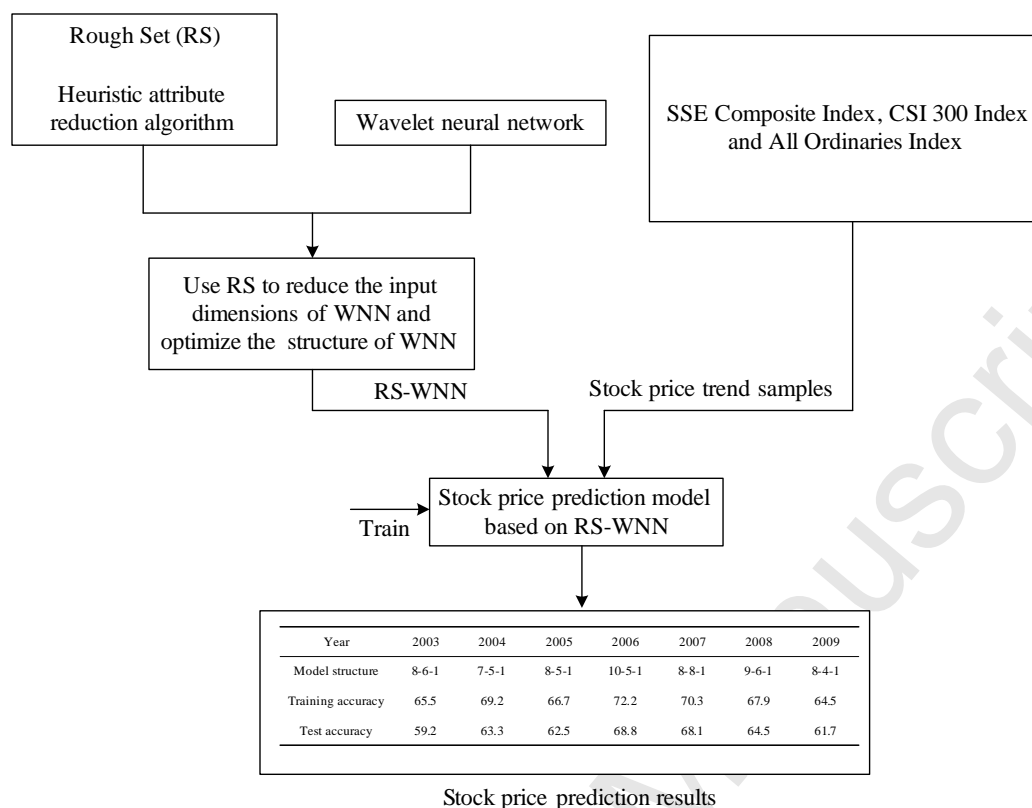 Rough Set (RS)
Heuristic attribute
reduction algorithm
Wavelet neural network
SSE Composite Index, CSI 300 Index
and All Ordinaries Index
Use RS to reduce the input
dimensions of WNN and
optimize the structure of WNN
RS-WNN
Stock price trend samples
Stock price prediction model
based on RS-WNN
Train
Year 2003 2004 2005 2006 2007 2008 2009
Model structure 8-6-1 7-5-1 8-5-1 10-5-1 8-8-1 9-6-1 8-4-1
Training accuracy 65.5 69.2 66.7 72.2 70.3 67.9 64.5
Test accuracy 59.2 63.3 62.5 68.8 68.1 64.5 61.7
Stock price prediction results